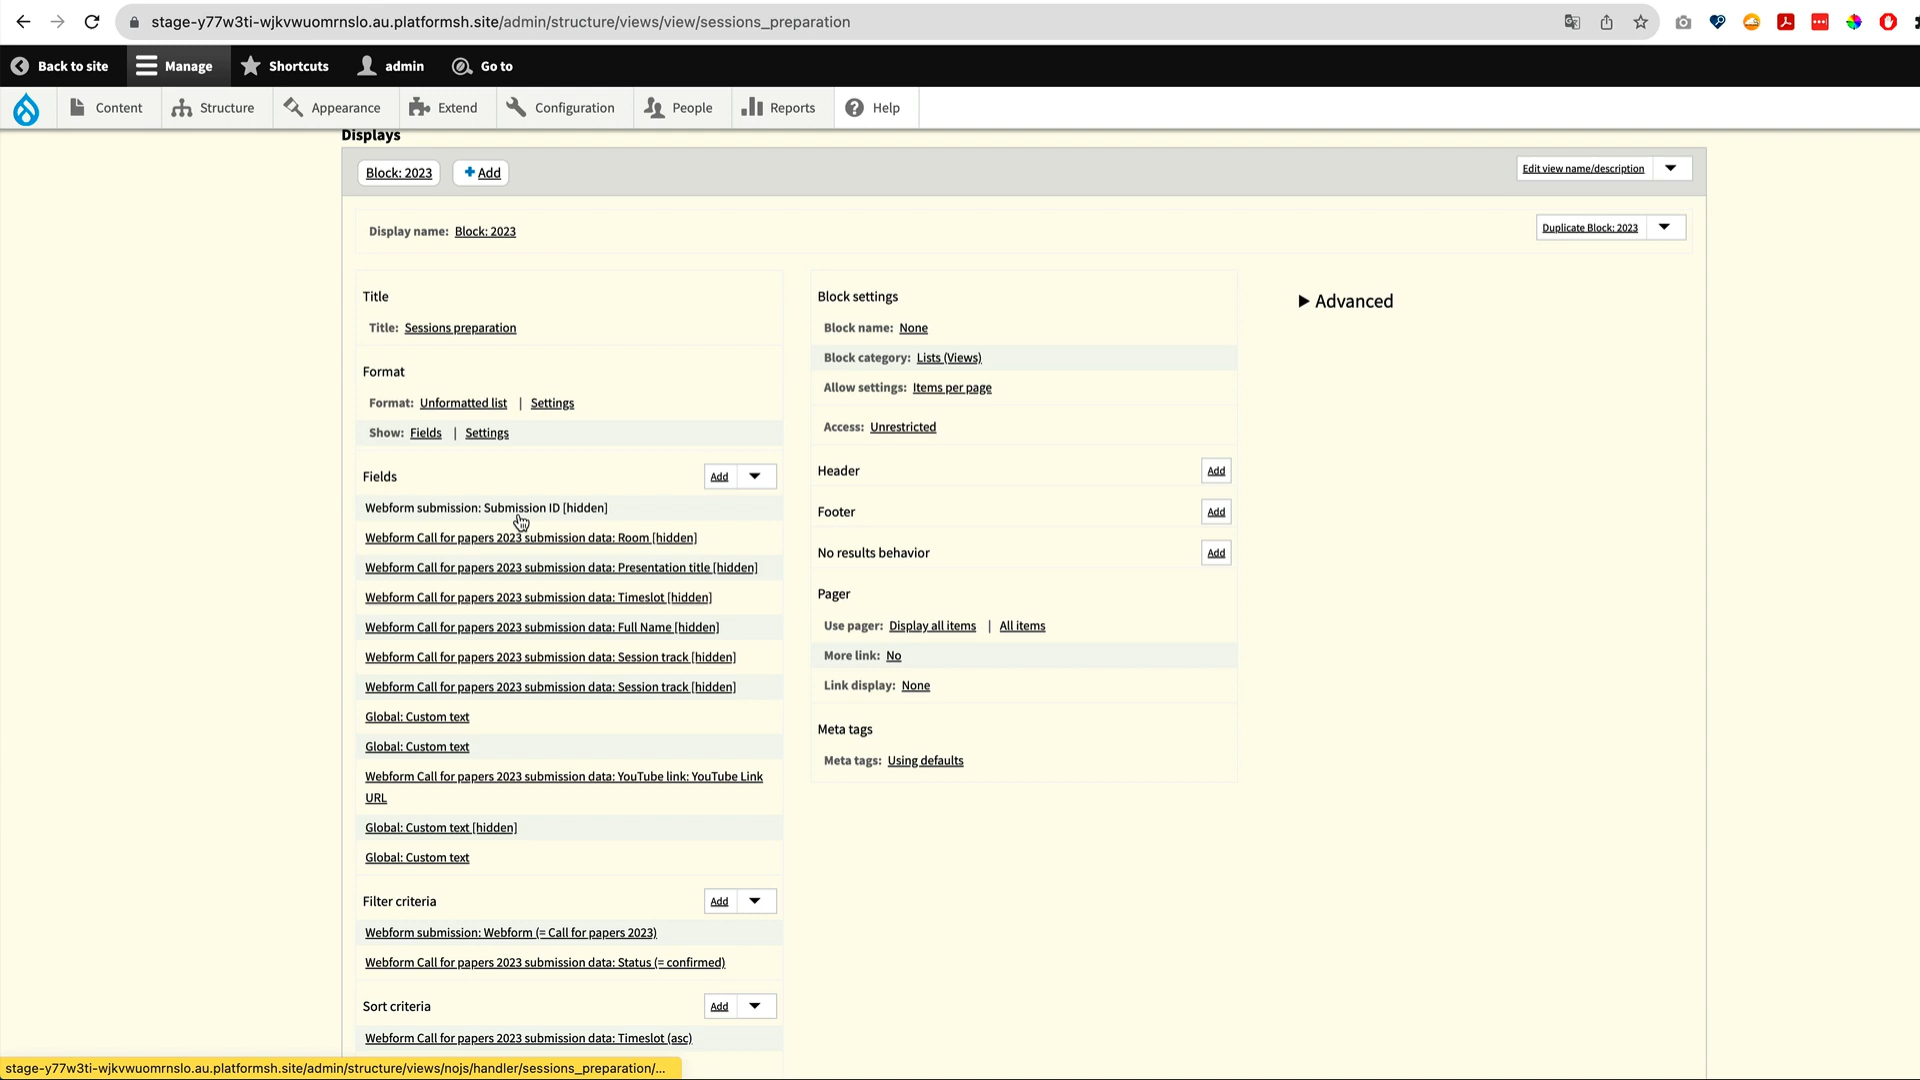 stage-y77w3ti-wjkvwuomrnslo.au.platformsh.site/admin/structure/views/view/sessions_preparation
Back to site
Manage
Shortcuts
admin
Go to
Content
Structure
Appearance
Extend
Configuration
People
Reports
Help
Displays
Block: 2023
Add
Edit view name/description
Display name: Block: 2023
Duplicate Block: 2023
Title
Title: Sessions preparation
Format
Format: Unformatted list | Settings
Show: Fields | Settings
Fields
Add
Webform submission: Submission ID [hidden]
Webform Call for papers 2023 submission data: Room [hidden]
Webform Call for papers 2023 submission data: Presentation title [hidden]
Webform Call for papers 2023 submission data: Timeslot [hidden]
Webform Call for papers 2023 submission data: Full Name [hidden]
Webform Call for papers 2023 submission data: Session track [hidden]
Webform Call for papers 2023 submission data: Session track [hidden]
Global: Custom text
Global: Custom text
Webform Call for papers 2023 submission data: YouTube link: YouTube Link
URL
Global: Custom text [hidden]
Global: Custom text
Filter criteria
Add
Webform submission: Webform (= Call for papers 2023)
Webform Call for papers 2023 submission data: Status (= confirmed)
Sort criteria
Add
Webform Call for papers 2023 submission data: Timeslot (asc)
Block settings
Block name: None
Block category: Lists (Views)
Allow settings: Items per page
Access: Unrestricted
Header
Add
Footer
Add
No results behavior
Add
Pager
Use pager: Display all items | All items
More link: No
Link display: None
Meta tags
Meta tags: Using defaults
Advanced
stage-y77w3ti-wjkvwuomrnslo.au.platformsh.site/admin/structure/views/nojs/handler/sessions_preparation/...